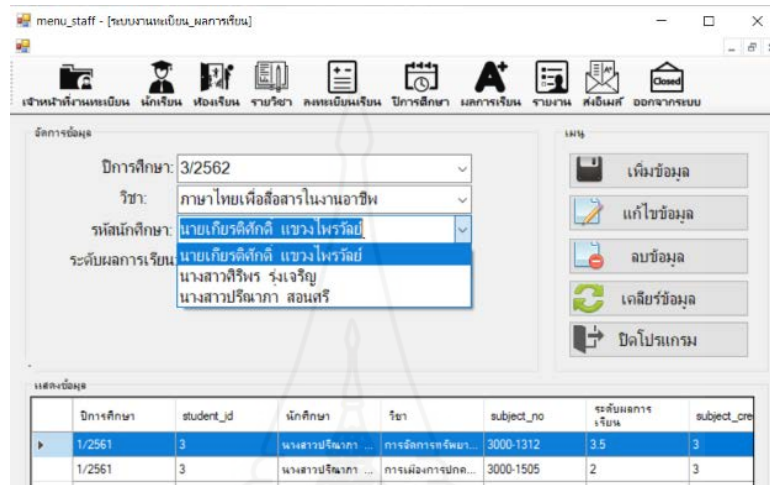 menu_staff - [ระบบงานทะเบียน_ผลการเรียน]
เจ้าหน้าที่งานทะเบียน นักเรียน ห้องเรียน รายวิชา ลงทะเบียนเรียน ปีการศึกษา ผลการเรียน รายงาน ส่งอีเมล์ ออกจากระบบ
Closed
จัดการข้อมูล
ปีการศึกษา: 3/2562
วิชา: ภาษาไทยเพื่อสื่อสารในงานอาชีพ
รหัสนักศึกษา: นายเกียรติศักดิ์ แขวงไพรวัลย์
ระดับผลการเรียน: นายเกียรติศักดิ์ แขวงไพรวัลย์
นางสาวศิริพร รุ่งเจริญ
นางสาวปรีณาภา สอนศรี
เมนู
เพิ่มข้อมูล
แก้ไขข้อมูล
ลบข้อมูล
เคลียร์ข้อมูล
ปิดโปรแกรม
แสดงข้อมูล
ปีการศึกษา student_id นักศึกษา วิชา subject_no ระดับผลการเรียน subject_cre
1/2561 3 นางสาวปรีณาภา ... การจัดการทรัพยา... 3000-1312 3.5 3
1/2561 3 นางสาวปรีณาภา ... การเมืองการปกค... 3000-1505 2 3